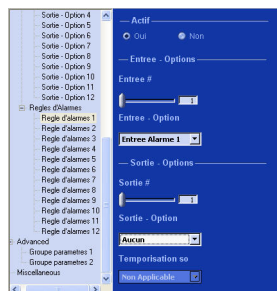 Sortie - Option 4
Sortie - Option 5
Sortie - Option 6
Sortie - Option 7
Sortie - Option 8
Sortie - Option 9
Sortie - Option 10
Sortie - Option 11
Sortie - Option 12
Regles d'Alarmes
Regle d'alarmes 1
Regle d'alarmes 2
Regle d'alarmes 3
Regle d'alarmes 4
Regle d'alarmes 5
Regle d'alarmes 6
Regle d'alarmes 7
Regle d'alarmes 8
Regle d'alarmes 9
Regle d'alarmes 10
Regle d'alarmes 11
Regle d'alarmes 12
Advanced
Groupe parametres 1
Groupe parametres 2
Miscellaneous
Actif
Oui
Non
Entree - Options
Entree #
1
Entree - Option
Entree Alarme 1
Sortie - Options
Sortie #
1
Sortie - Option
Aucun
Temporisation so
Non Applicable